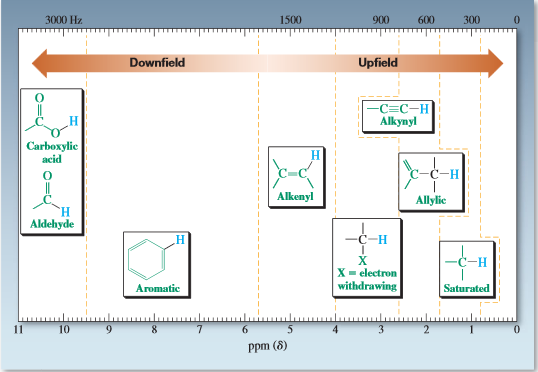 3000 Hz 1500 900 600 300 0
Downfield Upfield
O
C
O
H
Carboxylic
acid
O
C
H
Aldehyde
H
Aromatic
H
C=C
Alkenyl
—C≡C—H
Alkynyl
C—C—H
Allylic
—C—H
X
X = electron
withdrawing
—C—H
Saturated
11 10 9 8 7 6 5 4 3 2 1 0
ppm (δ)